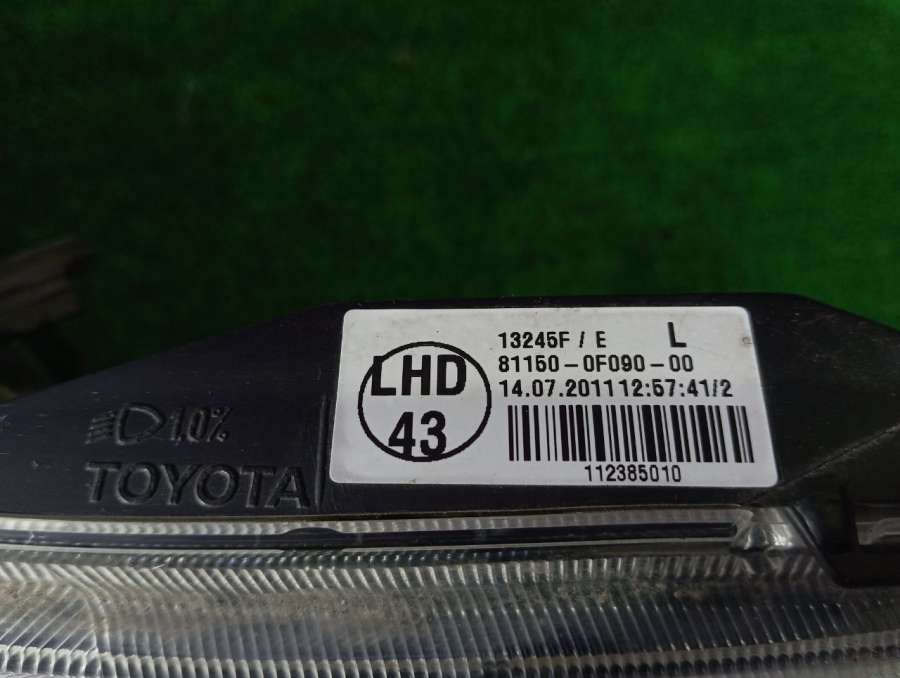 13245F / E L
LHD
43
81150-0F090-00
14.07.2011 12:57:41/2
112385010
1.0%
TOYOTA